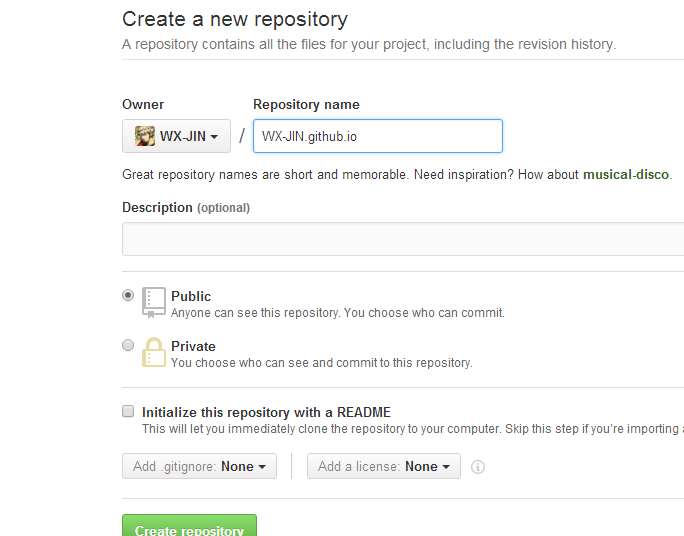 Create a new repository
A repository contains all the files for your project, including the revision history.
Owner
Repository name
WX-JIN
/
WX-JIN.github.io
Great repository names are short and memorable. Need inspiration? How about musical-disco.
Description (optional)
Public
Anyone can see this repository. You choose who can commit.
Private
You choose who can see and commit to this repository.
Initialize this repository with a README
This will let you immediately clone the repository to your computer. Skip this step if you're importing
Add .gitignore: None
Add a license: None
Create repository